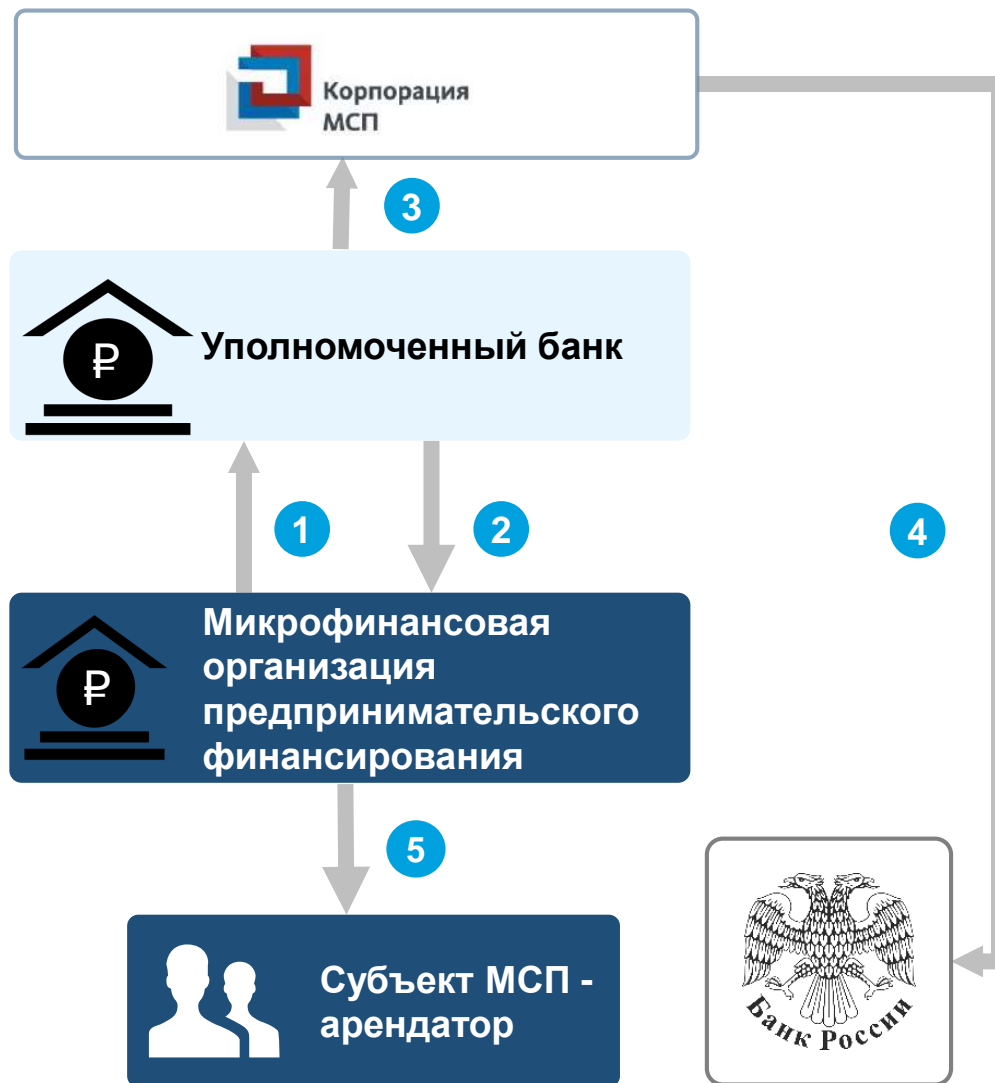 Корпорация
МСП
3
₽
Уполномоченный банк
1
2
4
₽
Микрофинансовая
организация
предпринимательского
финансирования
5
Субъект МСП -
арендатор
Банк России